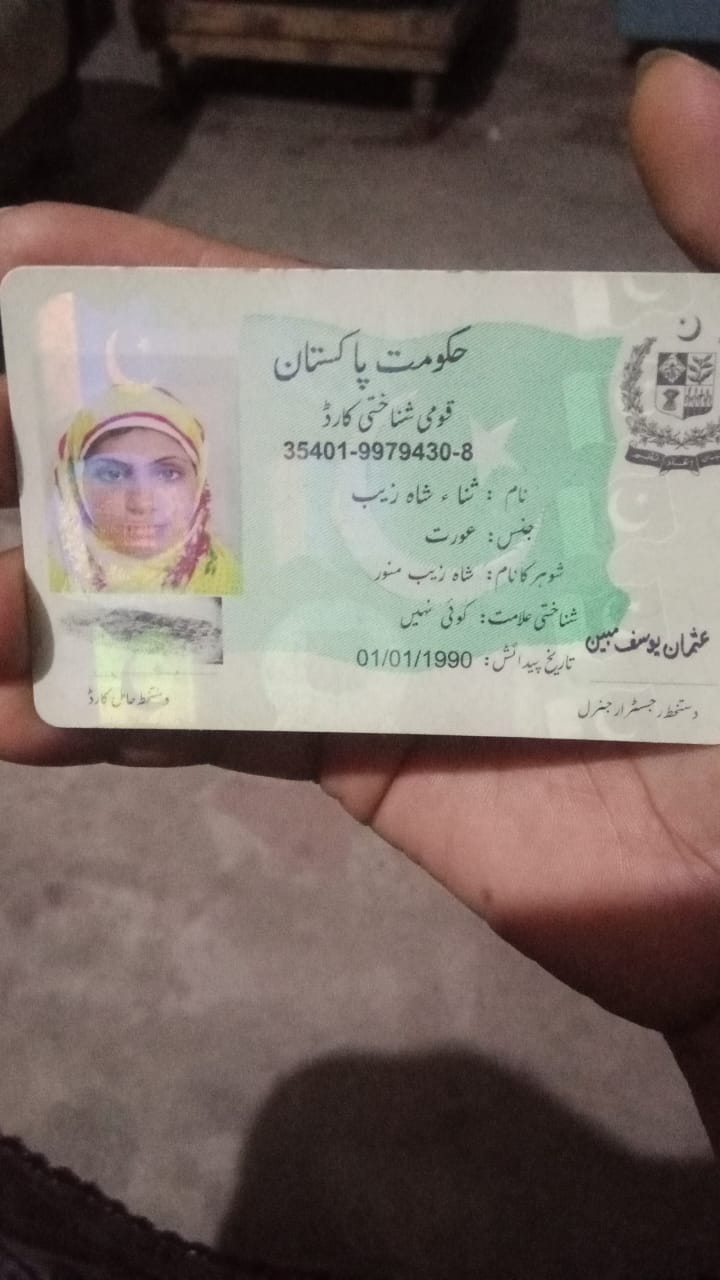 حکومت پاکستان
قومی شناختی کارڈ
35401-9979430-8
نام : ثناء شاہ زیب
جنس: عورت
شوہر کا نام: شاہ زیب منور
شناختی علامت: کوئی نہیں
تاریخ پیدائش: 01/01/1990
عثمان یوسف مبین
دستخط رجسٹرار جنرل
دستخط حامل کارڈ